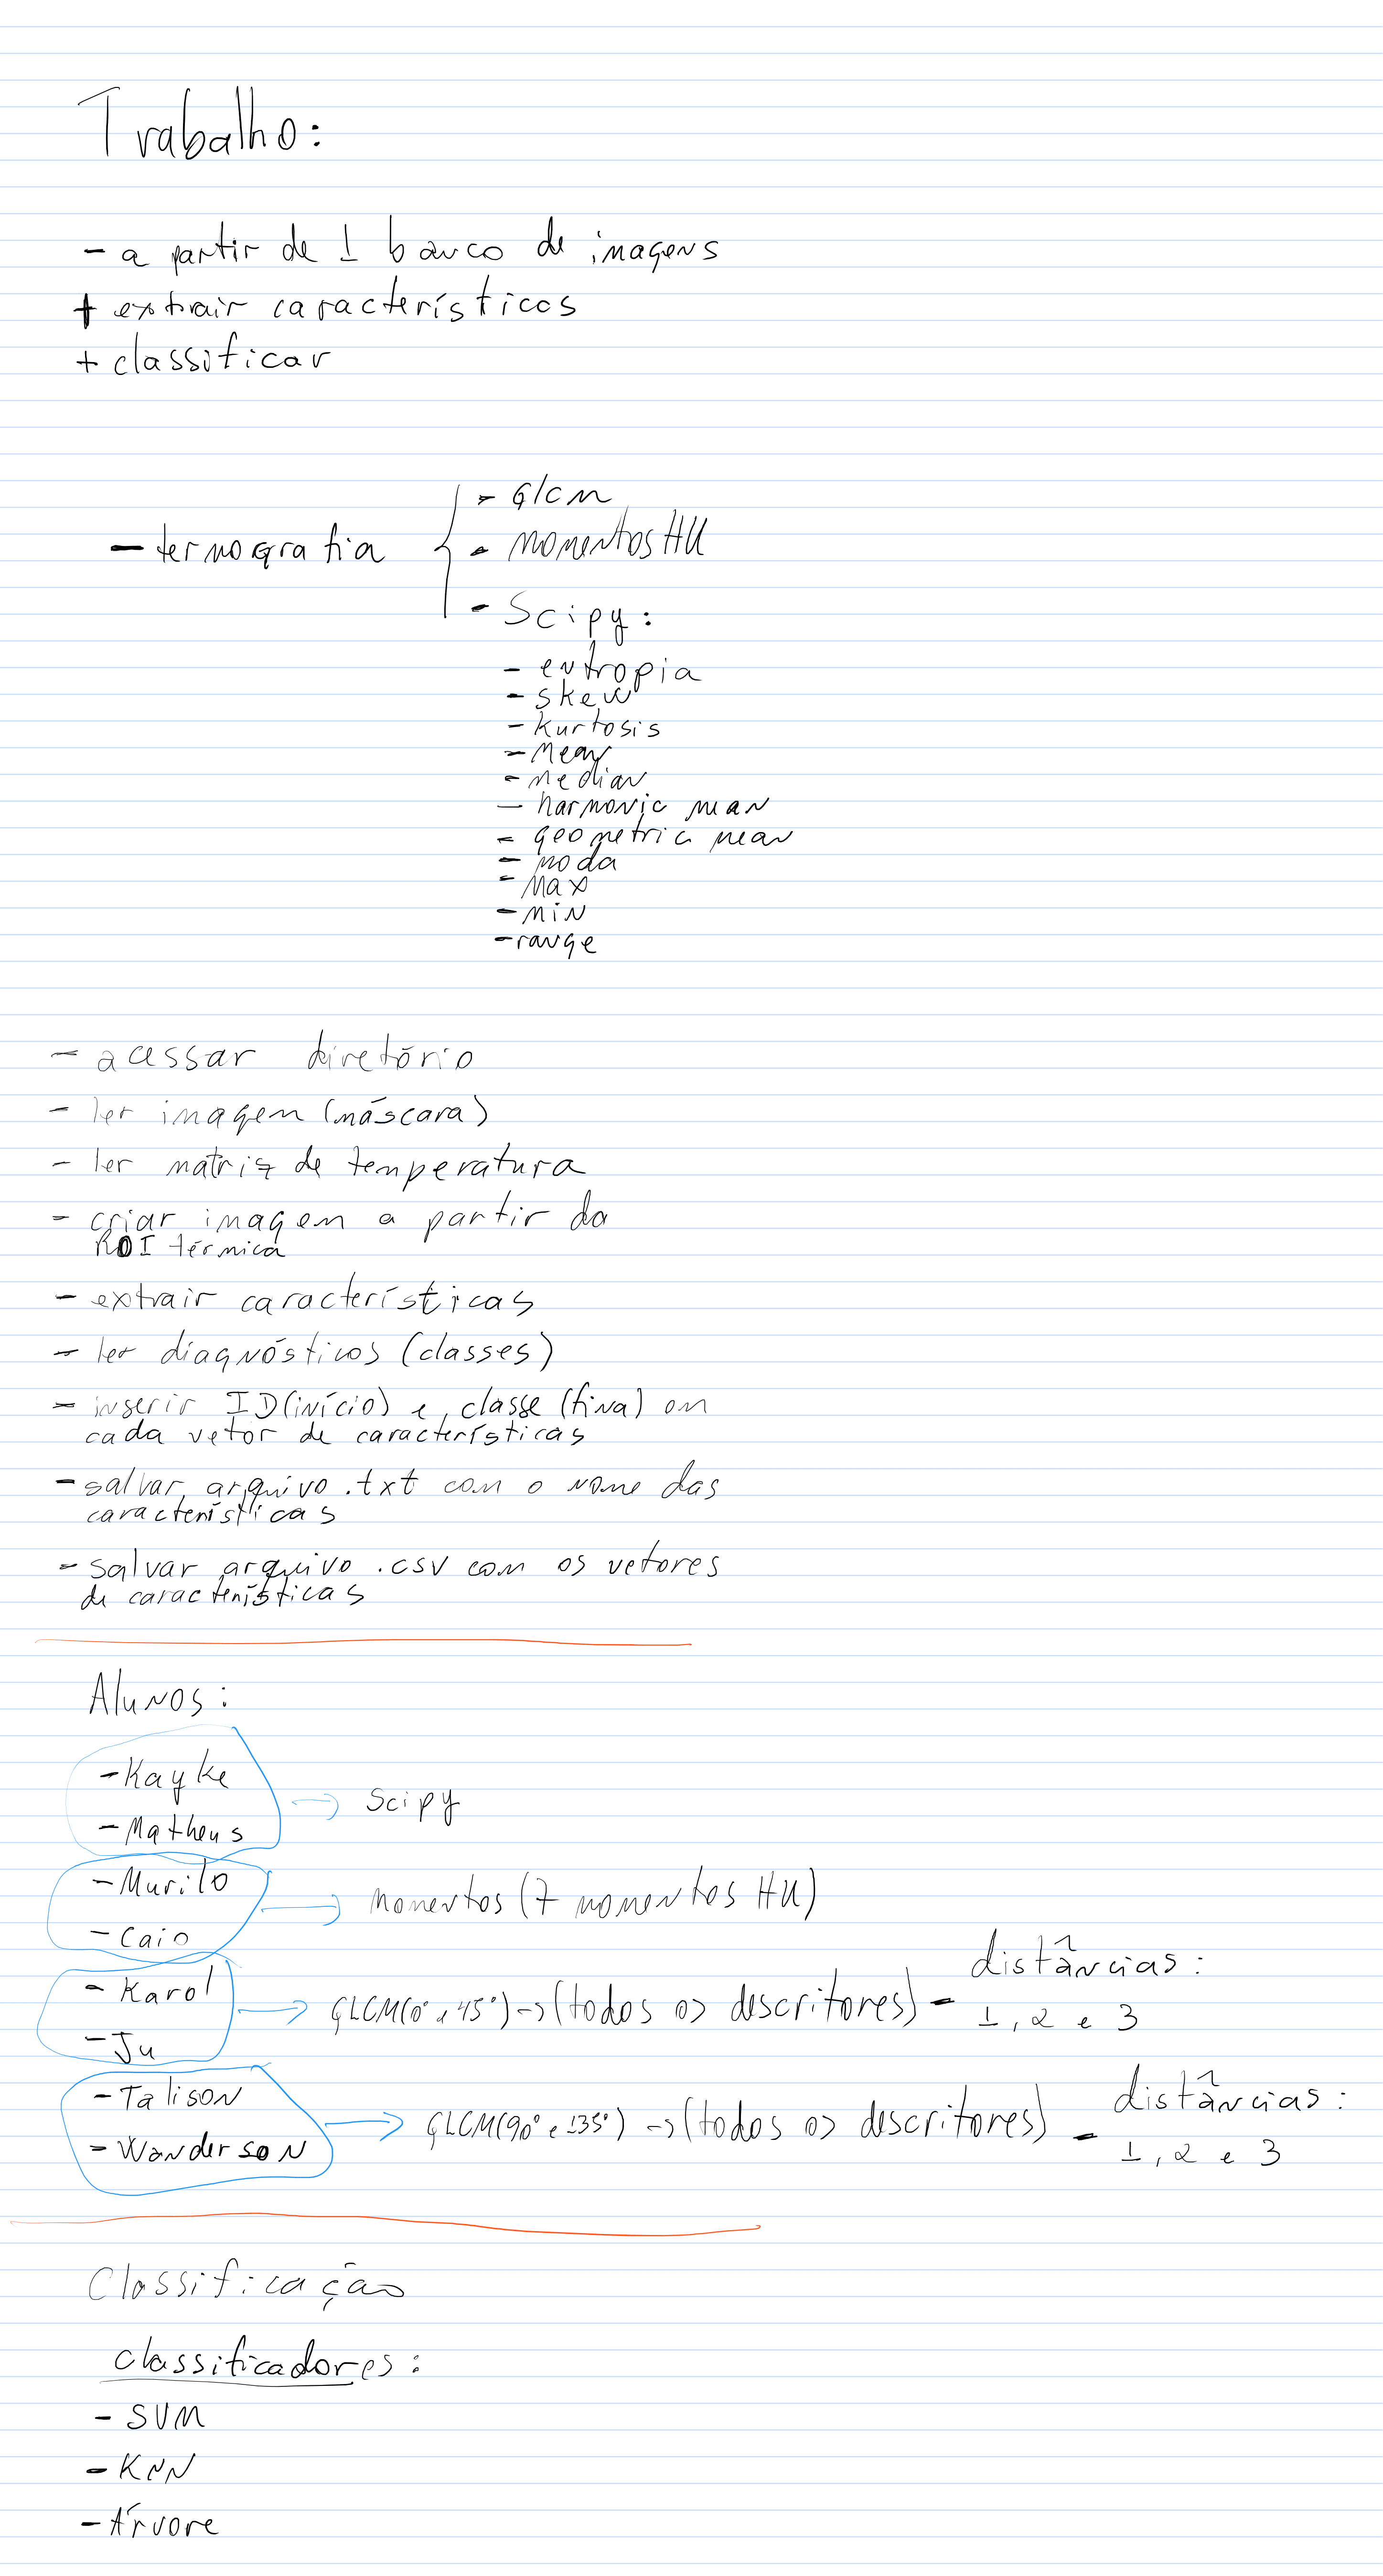 Trabalho:
- a partir de 1 banco de imagens
+ extrair características
+ classificar
- termografia
- GLCM
- momentos HU
- Scipy:
- entropia
- skew
- kurtosis
- mean
- median
- harmonic mean
- geometric mean
- moda
- max
- min
- range
- acessar diretório
- ler imagem (máscara)
- ler matriz de temperatura
- criar imagem a partir da
ROI térmica
- extrair características
- ler diagnósticos (classes)
- inserir ID(início) e classe (fina) em
cada vetor de características
- salvar arquivo .txt com o nome das
características
- salvar arquivo .csv com os vetores
de características
Alunos:
- Kayke
- Matheus
→ Scipy
- Murilo
- Caio
→ Momentos (7 momentos HU)
- Karol
- Ju
→ GLCM(0° e 45°) -> (todos os descritores) - distâncias:
1, 2 e 3
- Talison
- Wanderson
→ GLCM(90° e 135°) -> (todos os descritores) - distâncias:
1, 2 e 3
Classificação
classificadores:
- SVM
- KNN
- Árvore